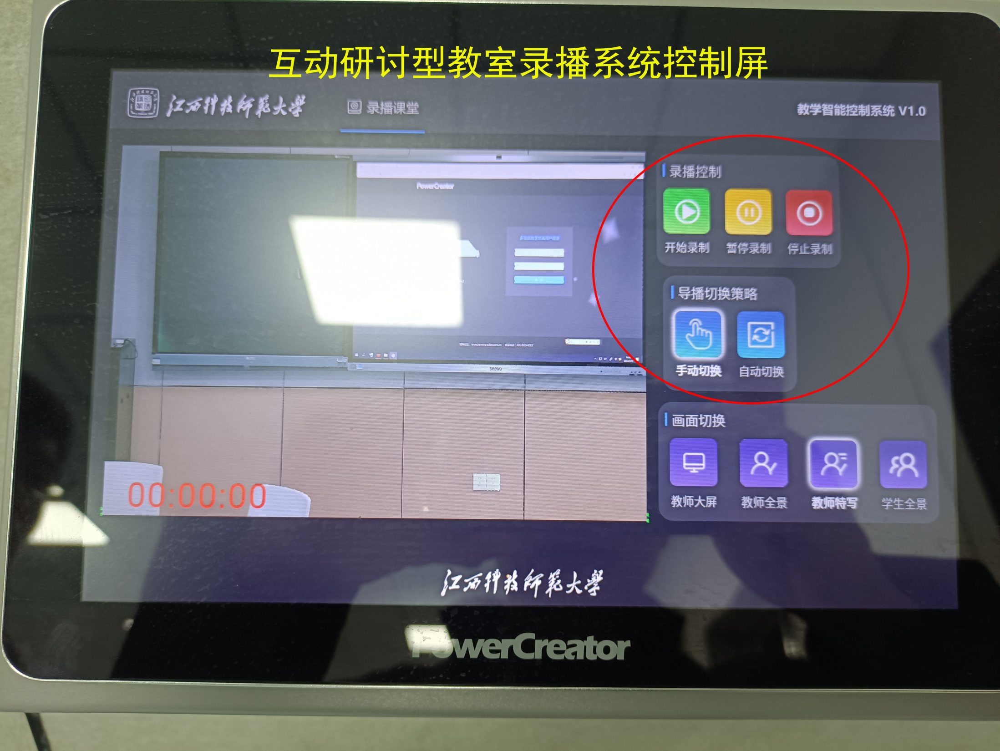 互动研讨型教室录播系统控制屏
江西科技师范大学
录播课堂
教学智能控制系统 V1.0
PowerCreator
seewo
00:00:00
录播控制
开始录制 暂停录制 停止录制
导播切换策略
手动切换 自动切换
画面切换
教师大屏 教师全景 教师特写 学生全景
江西科技师范大学
PowerCreator